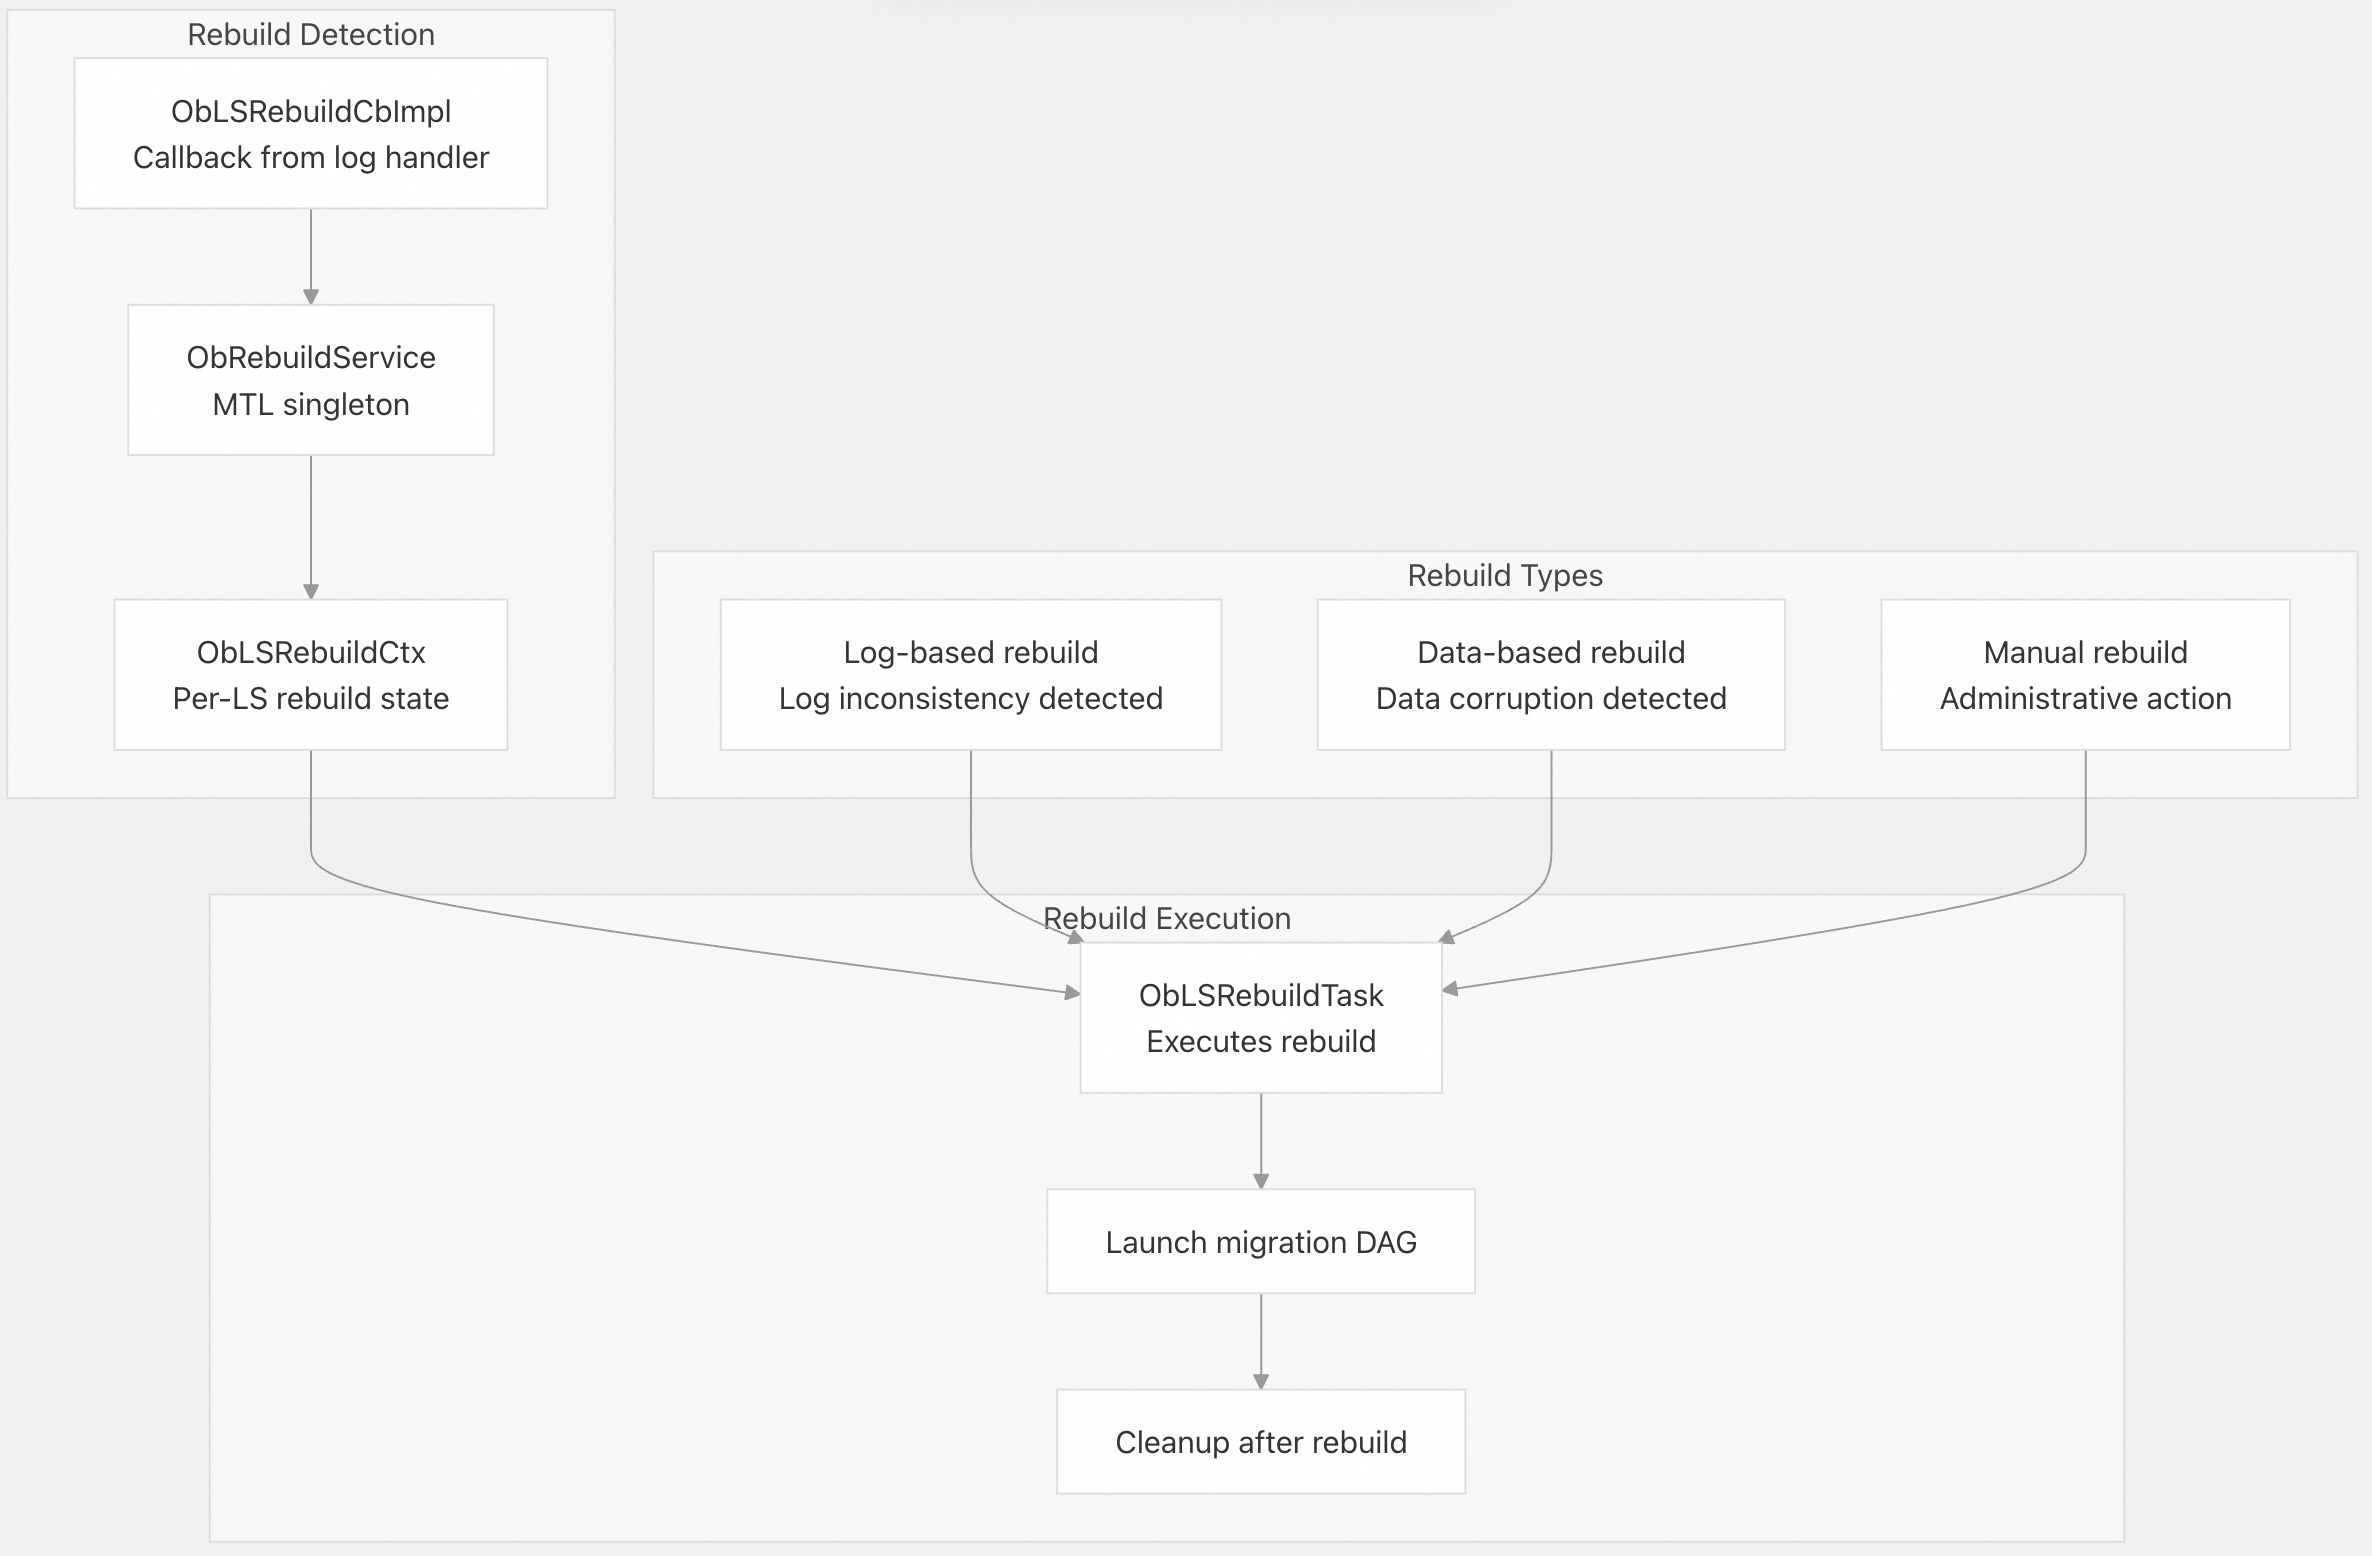 Rebuild Detection
ObLSRebuildCbImpl
Callback from log handler
ObRebuildService
MTL singleton
ObLSRebuildCtx
Per-LS rebuild state
Rebuild Types
Log-based rebuild
Log inconsistency detected
Data-based rebuild
Data corruption detected
Manual rebuild
Administrative action
Rebuild Execution
ObLSRebuildTask
Executes rebuild
Launch migration DAG
Cleanup after rebuild